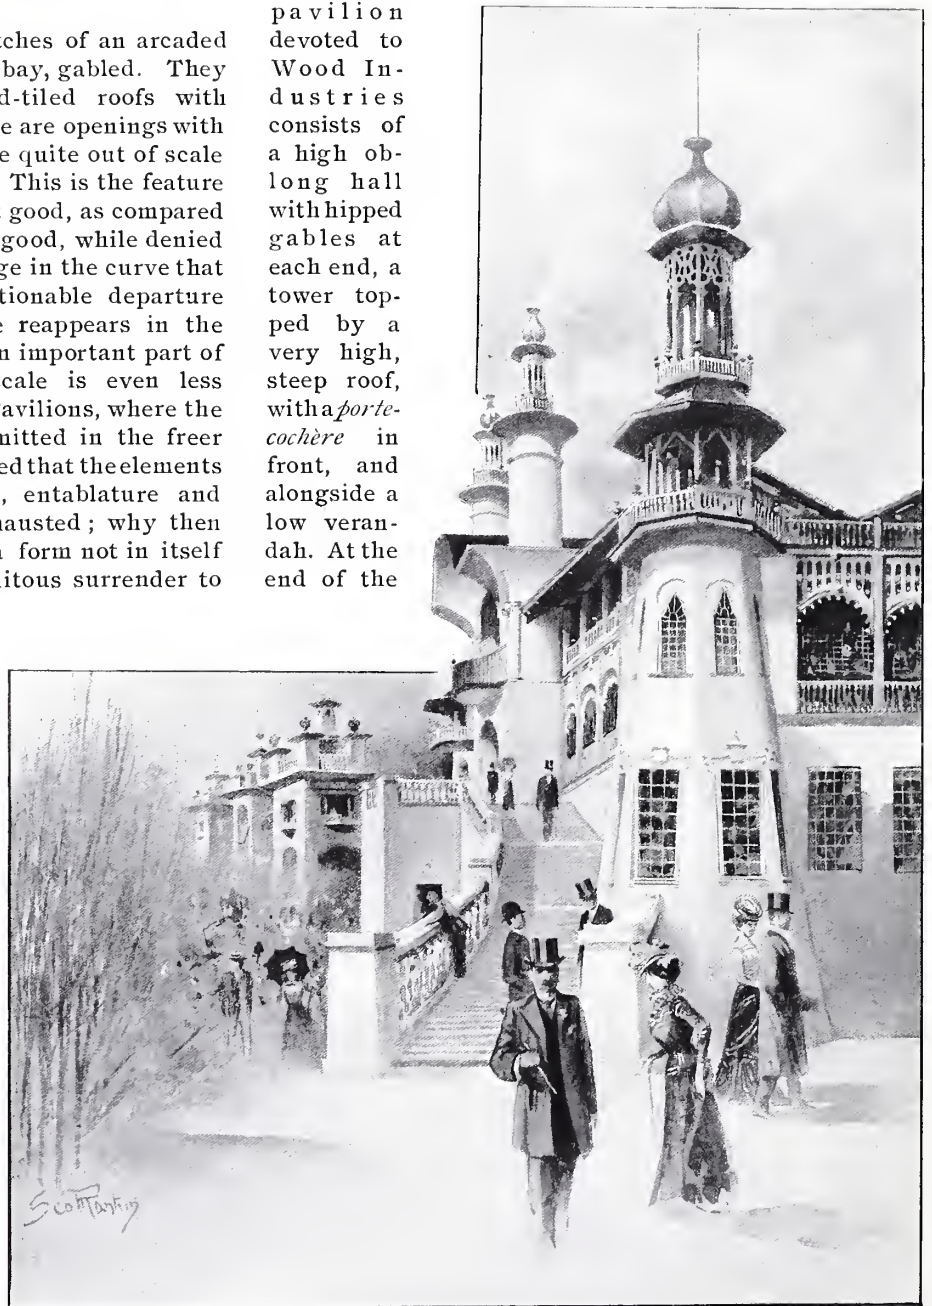 tches of an arcaded
bay, gabled. They
d-tiled roofs with
e are openings with
e quite out of scale
This is the feature
good, as compared
good, while denied
ge in the curve that
tionable departure
e reappears in the
n important part of
cale is even less
avilions, where the
mitted in the freer
ed that the elements
, entablature and
hausted ; why then
form not in itself
itous surrender to
pavilion
devoted to
Wood In-
dustries
consists of
a high ob-
long hall
with hipped
gables at
each end, a
tower top-
ped by a
very high,
steep roof,
with a porte-
cochère in
front, and
alongside a
low veran-
dah. At the
end of the
Scott Rankin